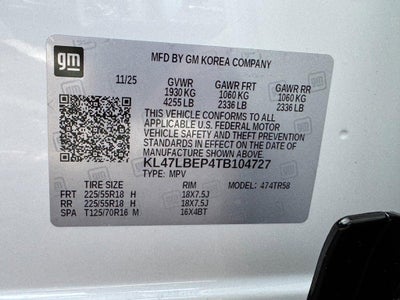 gm
MFD BY GM KOREA COMPANY
11/25 GVWR GAWR FRT GAWR RR
1930 KG 1060 KG 1060 KG
4255 LB 2336 LB 2336 LB
THIS VEHICLE CONFORMS TO ALL
APPLICABLE U.S. FEDERAL MOTOR
VEHICLE SAFETY AND THEFT PREVENTION
STANDARDS IN EFFECT ON THE DATE OF
MANUFACTURE SHOWN ABOVE.
KL47LBEP4TB104727
TYPE: MPV MODEL: 474TR58
TIRE SIZE RIM
FRT 225/55R18 H 18X7.5J
RR 225/55R18 H 18X7.5J
SPA T125/70R16 M 16X4BT